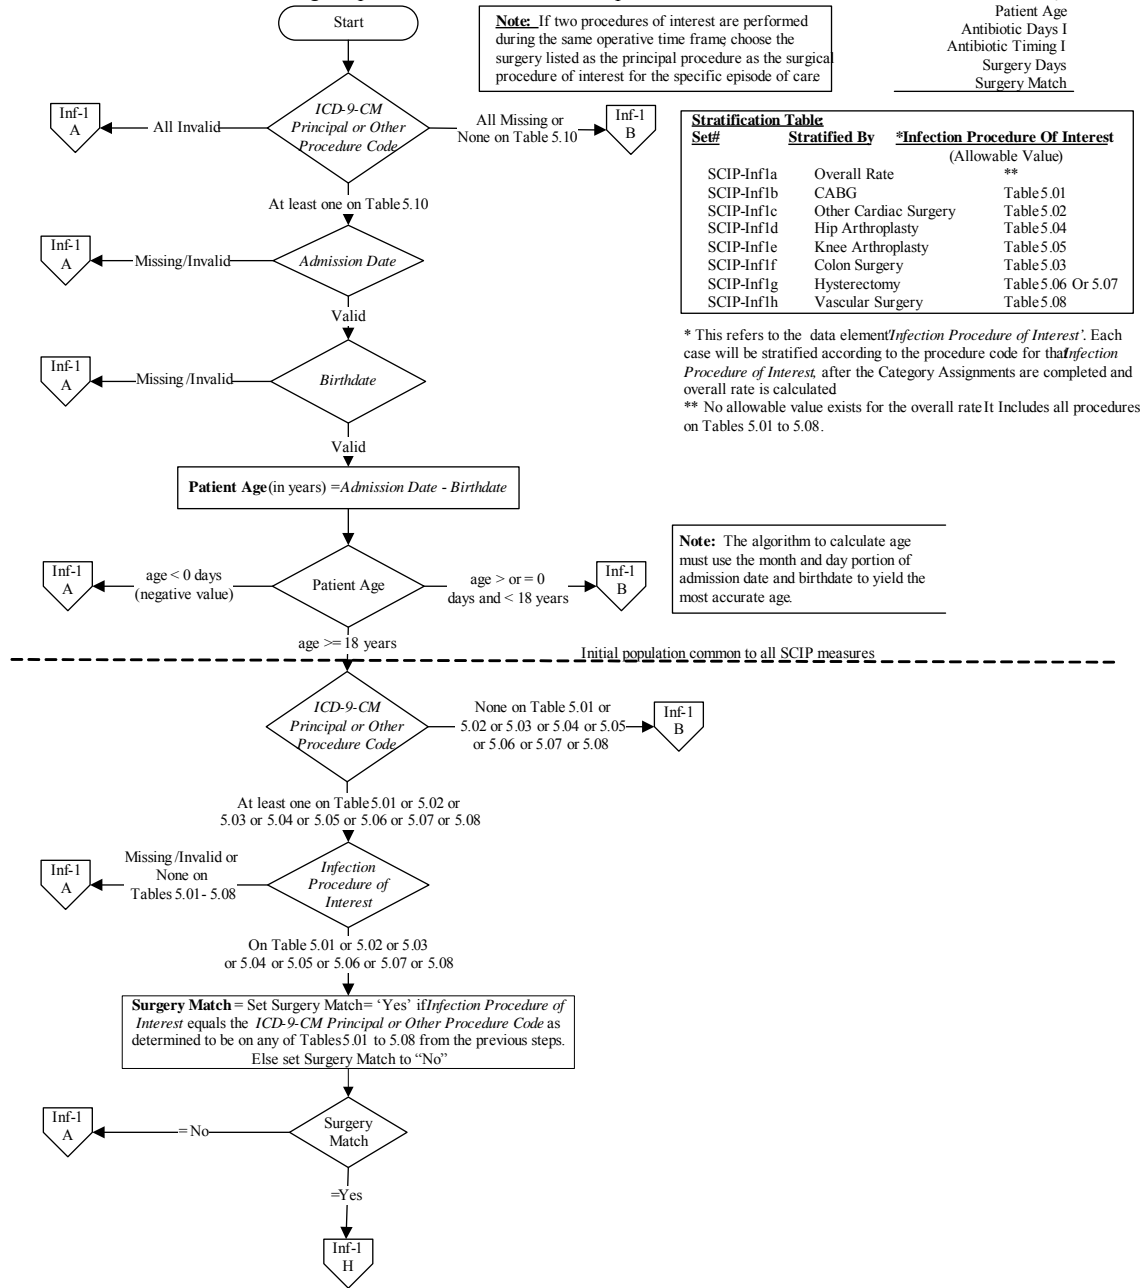 Start
Note: If two procedures of interest are performed
during the same operative time frame, choose the
surgery listed as the principal procedure as the surgical
procedure of interest for the specific episode of care.
Patient Age
Antibiotic Days I
Antibiotic Timing I
Surgery Days
Surgery Match
Inf-1
A
All Invalid
ICD-9-CM
Principal or Other
Procedure Code
All Missing or
None on Table 5.10
Inf-1
B
Stratification Table:
Set# Stratified By *Infection Procedure Of Interest
(Allowable Value)
SCIP-Inf1a Overall Rate **
SCIP-Inf1b CABG Table 5.01
SCIP-Inf1c Other Cardiac Surgery Table 5.02
SCIP-Inf1d Hip Arthroplasty Table 5.04
SCIP-Inf1e Knee Arthroplasty Table 5.05
SCIP-Inf1f Colon Surgery Table 5.03
SCIP-Inf1g Hysterectomy Table 5.06 Or 5.07
SCIP-Inf1h Vascular Surgery Table 5.08
At least one on Table 5.10
Inf-1
A
Missing/Invalid
Admission Date
Valid
* This refers to the data element 'Infection Procedure of Interest'. Each
case will be stratified according to the procedure code for that Infection
Procedure of Interest, after the Category Assignments are completed and
overall rate is calculated
** No allowable value exists for the overall rate It Includes all procedures
on Tables 5.01 to 5.08.
Inf-1
A
Missing /Invalid
Birthdate
Valid
Patient Age (in years) = Admission Date - Birthdate
Note: The algorithm to calculate age
must use the month and day portion of
admission date and birthdate to yield the
most accurate age.
Inf-1
A
age < 0 days
(negative value)
Patient Age
age > or = 0
days and < 18 years
Inf-1
B
age >= 18 years
Initial population common to all SCIP measures
ICD-9-CM
Principal or Other
Procedure Code
None on Table 5.01 or
5.02 or 5.03 or 5.04 or 5.05
or 5.06 or 5.07 or 5.08
Inf-1
B
At least one on Table 5.01 or 5.02 or
5.03 or 5.04 or 5.05 or 5.06 or 5.07 or 5.08
Inf-1
A
Missing /Invalid or
None on
Tables 5.01- 5.08
Infection
Procedure of
Interest
On Table 5.01 or 5.02 or 5.03
or 5.04 or 5.05 or 5.06 or 5.07 or 5.08
Surgery Match = Set Surgery Match= ‘Yes’ if Infection Procedure of
Interest equals the ICD-9-CM Principal or Other Procedure Code as
determined to be on any of Tables 5.01 to 5.08 from the previous steps.
Else set Surgery Match to “No”
Inf-1
A
= No
Surgery
Match
=Yes
Inf-1
H